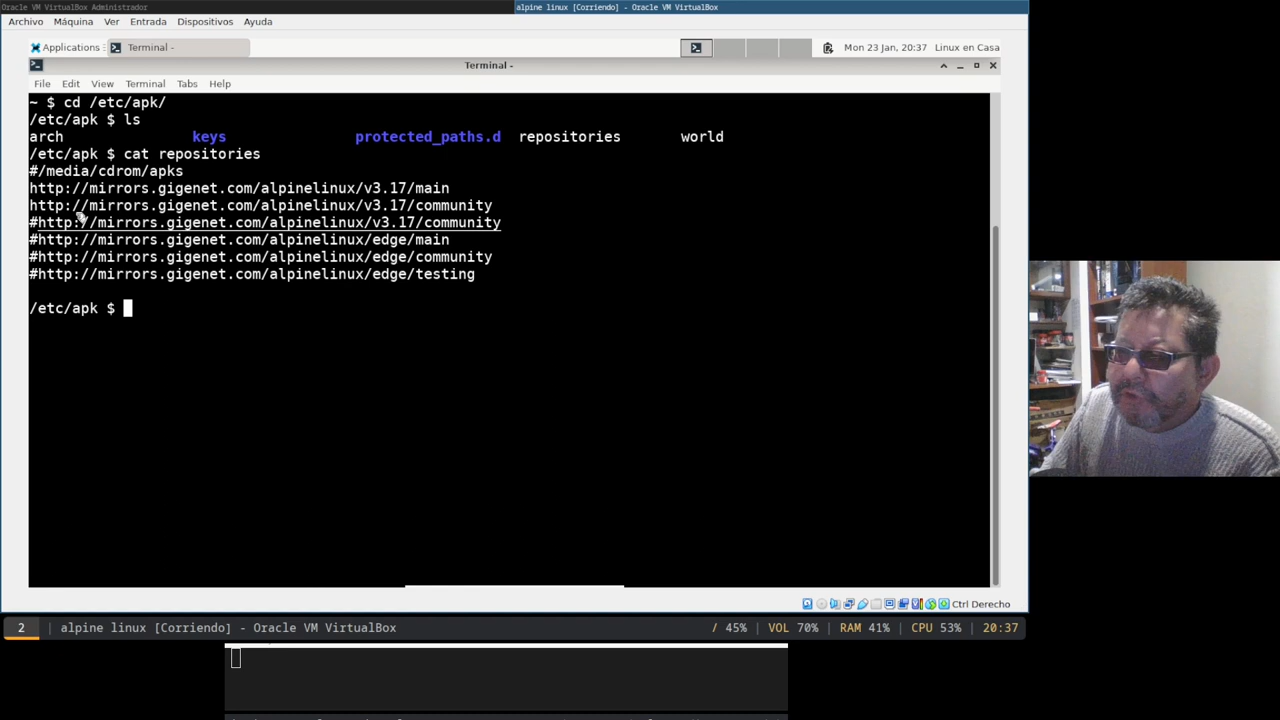 Oracle VM VirtualBox Administrador
alpine linux [Corriendo] - Oracle VM VirtualBox
Archivo Máquina Ver Entrada Dispositivos Ayuda
Applications Terminal - Mon 23 Jan, 20:37 Linux en Casa
Terminal -
File Edit View Terminal Tabs Help
~ $ cd /etc/apk/
/etc/apk $ ls
arch keys protected_paths.d repositories world
/etc/apk $ cat repositories
#/media/cdrom/apks
http://mirrors.gigenet.com/alpinelinux/v3.17/main
http://mirrors.gigenet.com/alpinelinux/v3.17/community
#http://mirrors.gigenet.com/alpinelinux/v3.17/community
#http://mirrors.gigenet.com/alpinelinux/edge/main
#http://mirrors.gigenet.com/alpinelinux/edge/community
#http://mirrors.gigenet.com/alpinelinux/edge/testing
/etc/apk $
Ctrl Derecho
2 | alpine linux [Corriendo] - Oracle VM VirtualBox / 45% | VOL 70% | RAM 41% | CPU 53% | 20:37